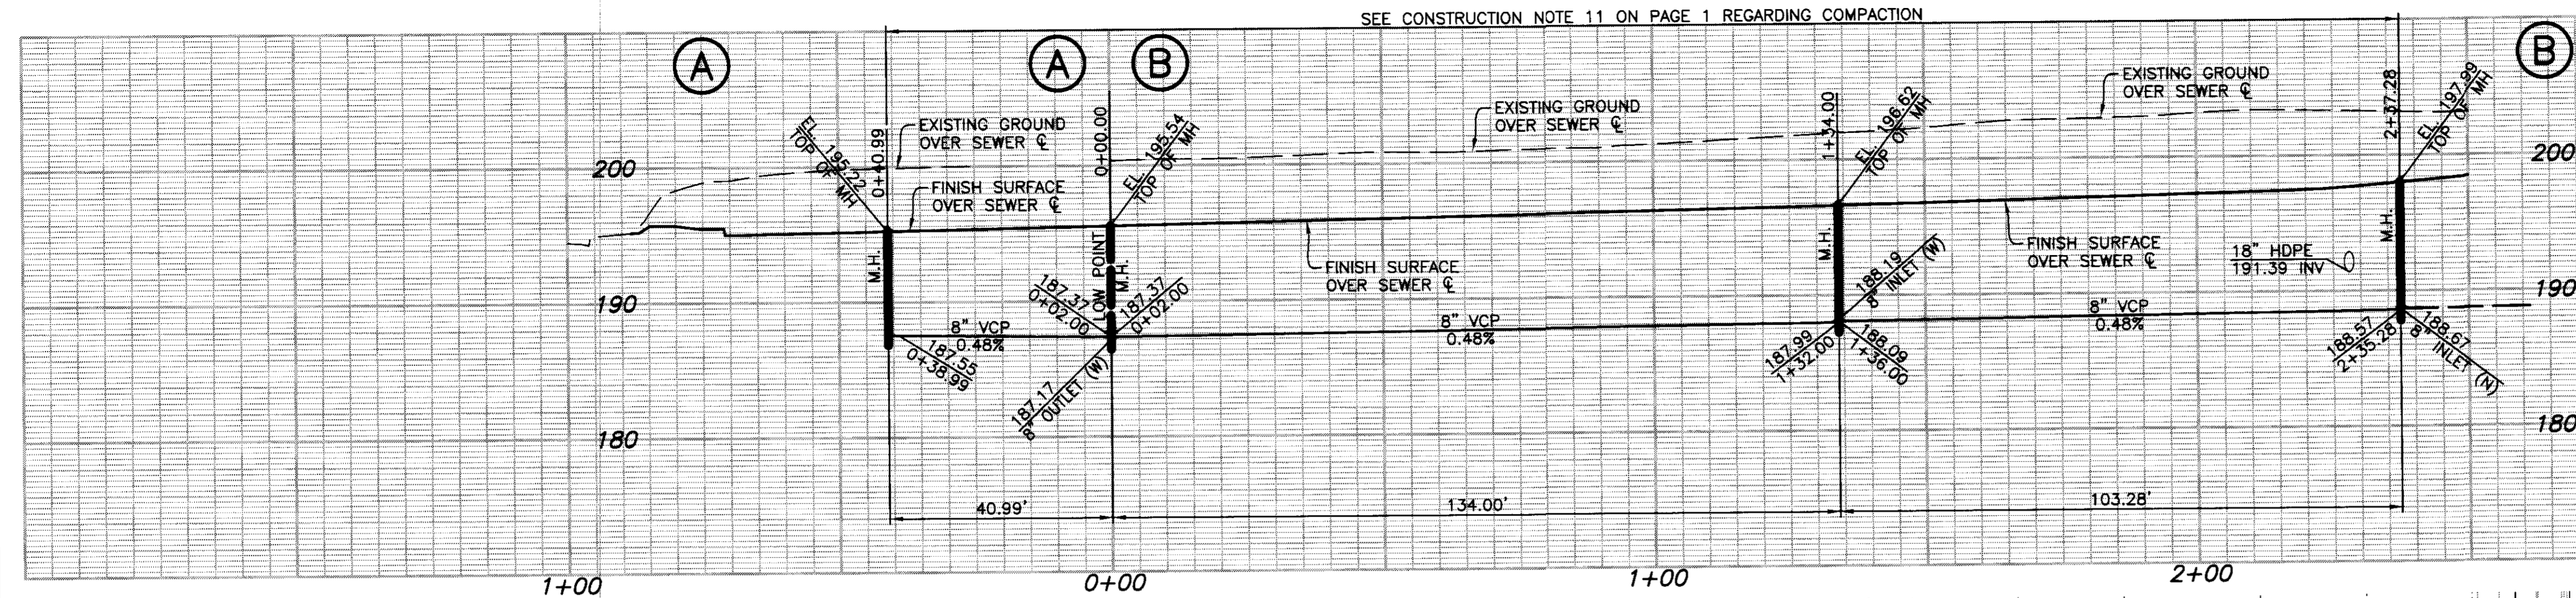 SEE CONSTRUCTION NOTE 11 ON PAGE 1 REGARDING COMPACTION
A
A
B
B
EL. 195.22
TOP OF MH
0+40.99
EXISTING GROUND
OVER SEWER ℄
FINISH SURFACE
OVER SEWER ℄
0+00.00
EL. 195.54
TOP OF MH
EXISTING GROUND
OVER SEWER ℄
1+34.00
EL. 196.62
TOP OF MH
EXISTING GROUND
OVER SEWER ℄
2+37.28
EL. 197.99
TOP OF MH
200
200
M.H.
LOW POINT
M.H.
FINISH SURFACE
OVER SEWER ℄
M.H.
FINISH SURFACE
OVER SEWER ℄
18" HDPE
191.39 INV
M.H.
190
190
187.37
0+02.00
187.37
0+02.00
188.19
8" INLET (W)
8" VCP
0.48%
8" VCP
0.48%
8" VCP
0.48%
187.55
0+38.99
187.17
8" OUTLET (W)
187.99
1+32.00
188.09
1+36.00
188.57
2+35.28
188.67
8" INLET (N)
180
180
40.99'
134.00'
103.28'
1+00
0+00
1+00
2+00